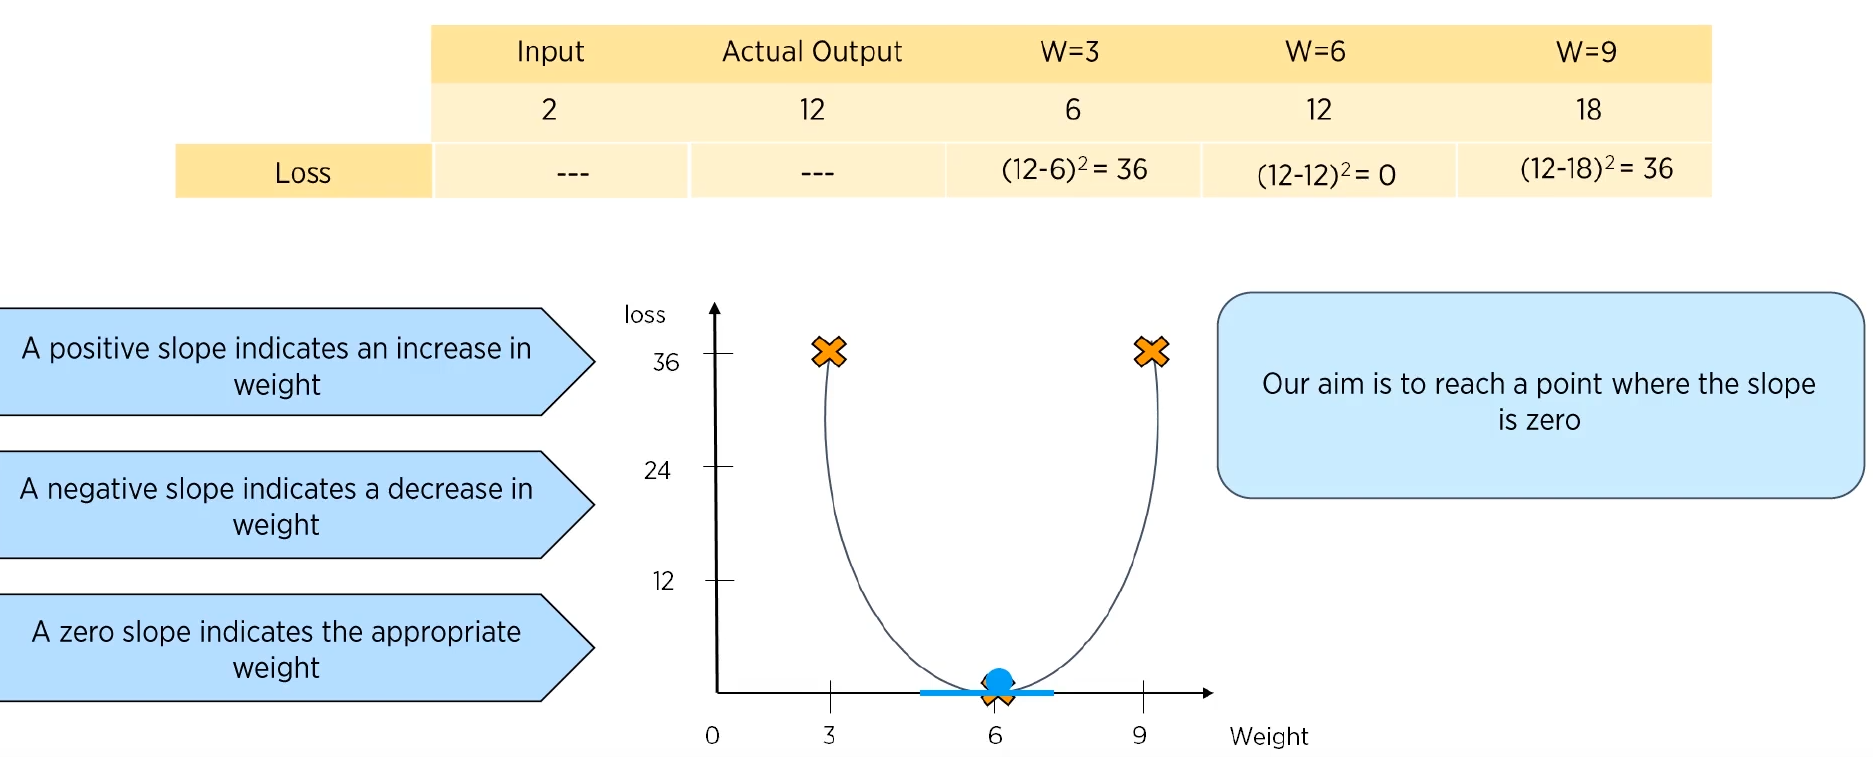 Input Actual Output W=3 W=6 W=9
2 12 6 12 18
Loss --- --- (12-6)² = 36 (12-12)² = 0 (12-18)² = 36
A positive slope indicates an increase in
weight
A negative slope indicates a decrease in
weight
A zero slope indicates the appropriate
weight
loss
36
24
12
0 3 6 9 Weight
Our aim is to reach a point where the slope
is zero